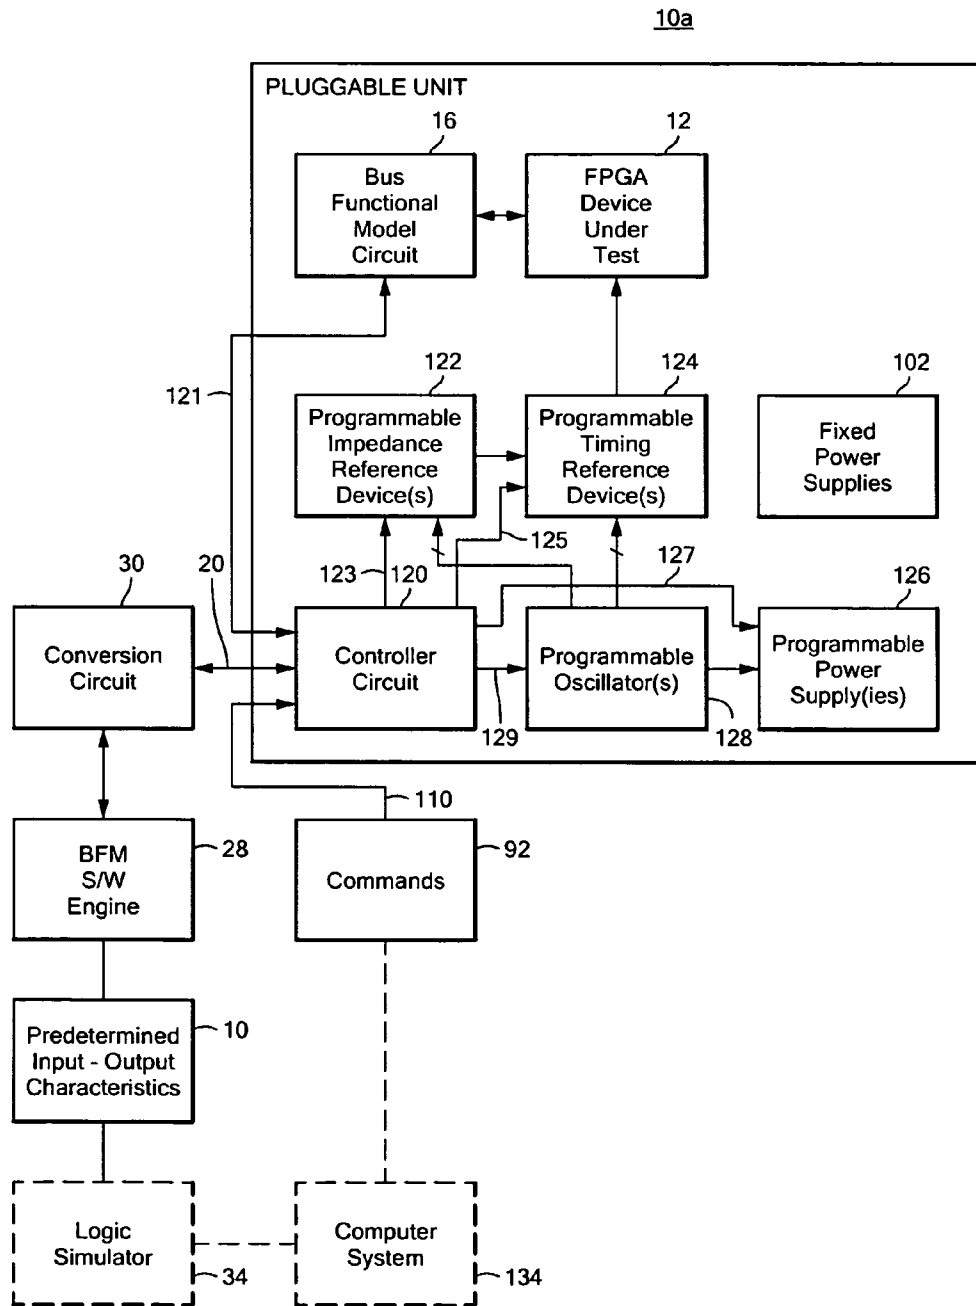 10a
PLUGGABLE UNIT
16
12
Bus
Functional
Model
Circuit
FPGA
Device
Under
Test
121
122
124
102
Programmable
Impedance
Reference
Device(s)
Programmable
Timing
Reference
Device(s)
Fixed
Power
Supplies
125
30
20
123
120
127
126
Conversion
Circuit
Controller
Circuit
Programmable
Oscillator(s)
Programmable
Power
Supply(ies)
129
128
110
BFM
S/W
Engine
28
Commands
92
Predetermined
Input - Output
Characteristics
10
Logic
Simulator
34
Computer
System
134